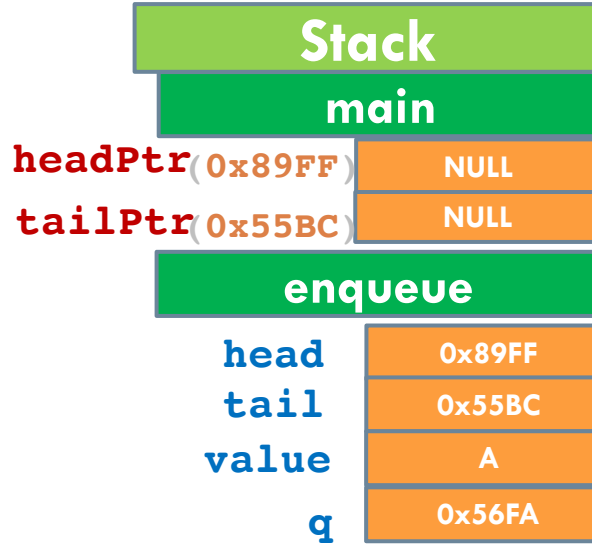 Stack
main
headPtr(0x89FF) NULL
tailPtr(0x55BC) NULL
enqueue
head 0x89FF
tail 0x55BC
value A
q 0x56FA